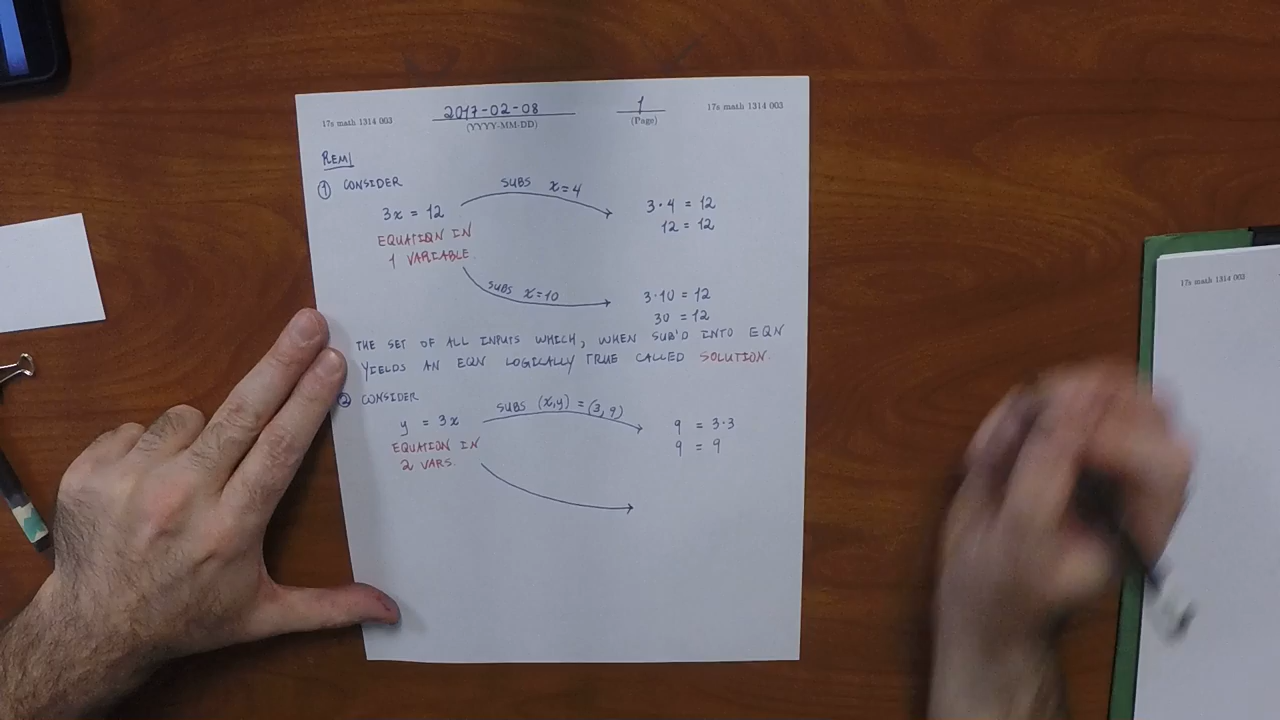 17s math 1314 003
2017-02-08
(YYYY-MM-DD)
1
(Page)
17s math 1314 003
REM|
① CONSIDER
3x = 12
EQUATION IN
1 VARIABLE.
SUBS x=4
3·4 = 12
12 = 12
SUBS x=10
3·10 = 12
30 = 12
THE SET OF ALL INPUTS WHICH, WHEN SUB'D INTO EQN
YIELDS AN EQN LOGICALLY TRUE CALLED SOLUTION.
② CONSIDER
y = 3x
EQUATION IN
2 VARS.
SUBS (x,y) = (3,9)
9 = 3·3
9 = 9
17s math 1314 003